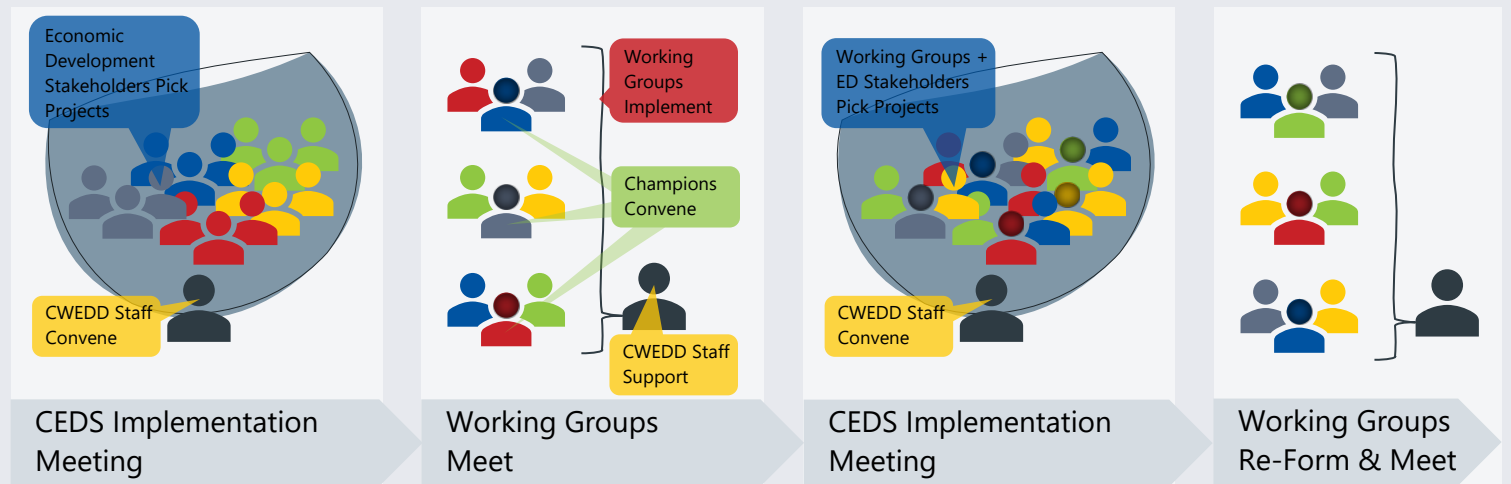 Economic
Development
Stakeholders Pick
Projects
CWEDD Staff
Convene
CEDS Implementation
Meeting
Working
Groups
Implement
Champions
Convene
CWEDD Staff
Support
Working Groups
Meet
Working Groups +
ED Stakeholders
Pick Projects
CWEDD Staff
Convene
CEDS Implementation
Meeting
Working Groups
Re-Form & Meet